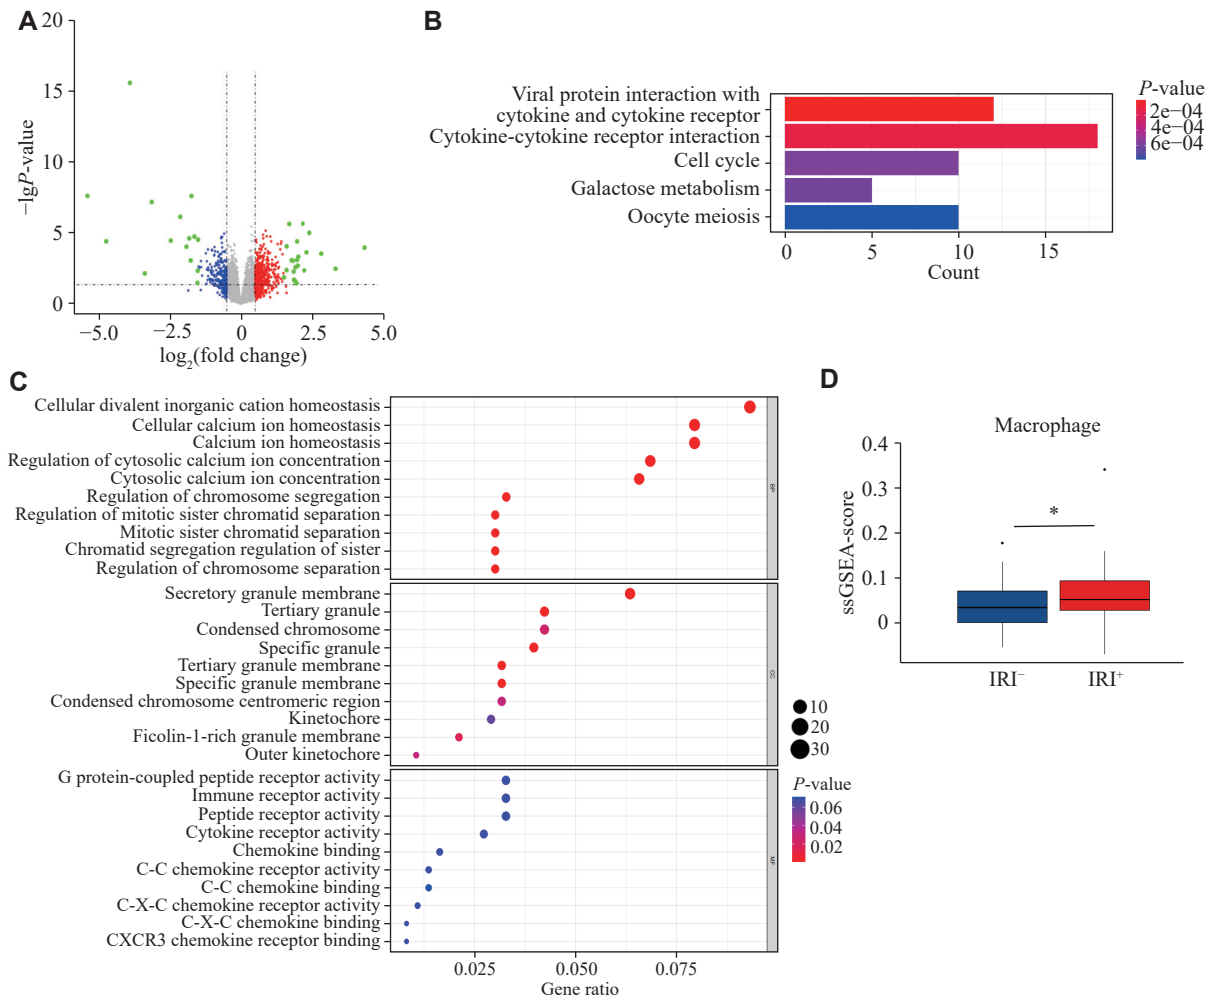 A
20
15
10
5
0
−lgP-value
−5.0
−2.5
0
2.5
5.0
log2(fold change)
B
Viral protein interaction with
cytokine and cytokine receptor
Cytokine-cytokine receptor interaction
Cell cycle
Galactose metabolism
Oocyte meiosis
0
5
10
15
Count
P-value
2e−04
4e−04
6e−04
C
Cellular divalent inorganic cation homeostasis
Cellular calcium ion homeostasis
Calcium ion homeostasis
Regulation of cytosolic calcium ion concentration
Cytosolic calcium ion concentration
Regulation of chromosome segregation
Regulation of mitotic sister chromatid separation
Mitotic sister chromatid separation
Chromatid segregation regulation of sister
Regulation of chromosome separation
BP
Secretory granule membrane
Tertiary granule
Condensed chromosome
Specific granule
Tertiary granule membrane
Specific granule membrane
Condensed chromosome centromeric region
Kinetochore
Ficolin-1-rich granule membrane
Outer kinetochore
CC
G protein-coupled peptide receptor activity
Immune receptor activity
Peptide receptor activity
Cytokine receptor activity
Chemokine binding
C-C chemokine receptor activity
C-C chemokine binding
C-X-C chemokine receptor activity
C-X-C chemokine binding
CXCR3 chemokine receptor binding
MF
0.025
0.050
0.075
Gene ratio
10
20
30
P-value
0.06
0.04
0.02
D
Macrophage
0.4
0.3
0.2
0.1
0
ssGSEA-score
*
IRI−
IRI+